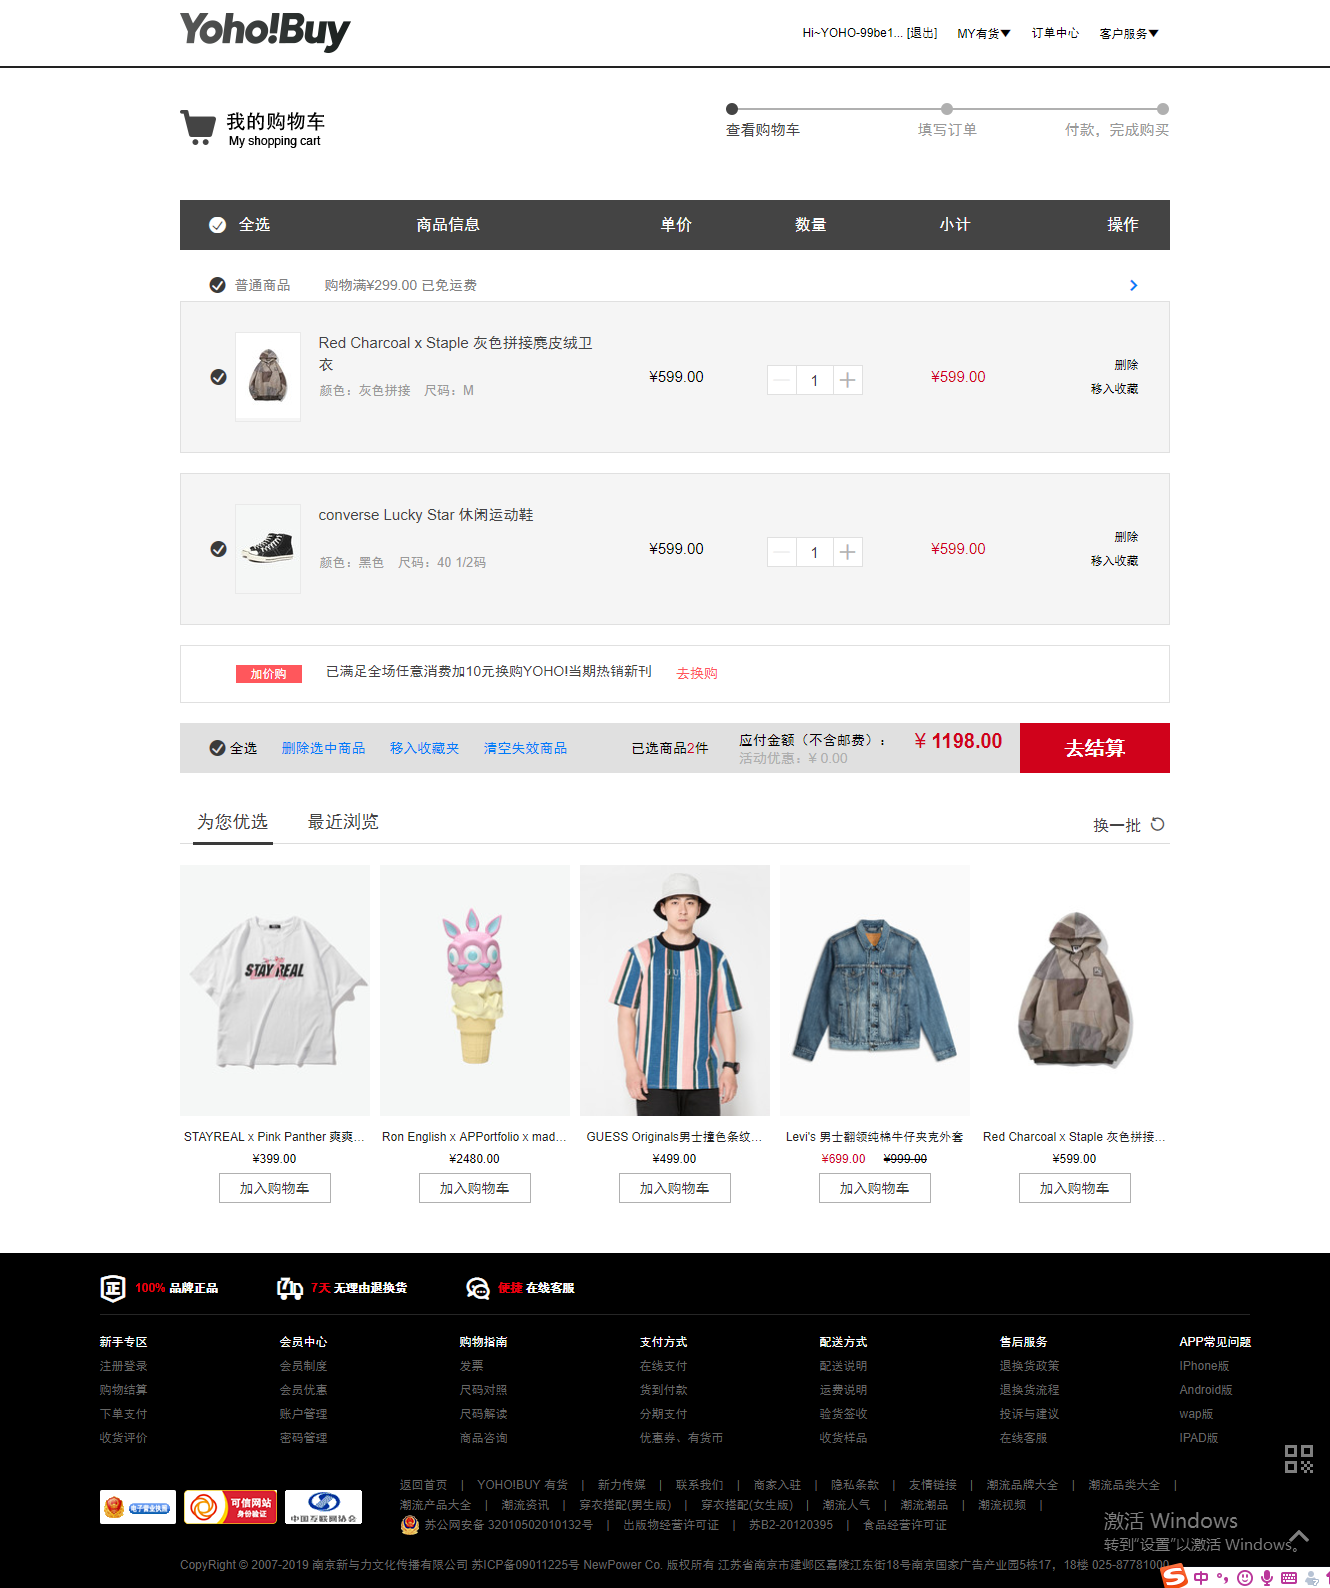 Yoho!Buy
Hi~YOHO-99be1... [退出] MY有货▼ 订单中心 客户服务▼
我的购物车
My shopping cart
查看购物车 填写订单 付款，完成购买
全选 商品信息 单价 数量 小计 操作
普通商品 购物满¥299.00 已免运费
Red Charcoal x Staple 灰色拼接麂皮绒卫
衣
颜色：灰色拼接 尺码：M
¥599.00 1 ¥599.00
删除
移入收藏
converse Lucky Star 休闲运动鞋
颜色：黑色 尺码：40 1/2码
¥599.00 1 ¥599.00
删除
移入收藏
加价购 已满足全场任意消费加10元换购YOHO!当期热销新刊 去换购
全选 删除选中商品 移入收藏夹 清空失效商品 已选商品2件 应付金额（不含邮费）： ¥ 1198.00 去结算
活动优惠：¥ 0.00
为您优选 最近浏览 换一批
STAY REAL
GUESS
STAYREAL x Pink Panther 爽爽... Ron English x APPortfolio x mad... GUESS Originals男士撞色条纹... Levi's 男士翻领纯棉牛仔夹克外套 Red Charcoal x Staple 灰色拼接...
¥399.00 ¥2480.00 ¥499.00 ¥699.00 ¥999.00 ¥599.00
加入购物车 加入购物车 加入购物车 加入购物车 加入购物车
正 100% 品牌正品 7D 7天 无理由退换货 便捷 在线客服
新手专区 会员中心 购物指南 支付方式 配送方式 售后服务 APP常见问题
注册登录 会员制度 发票 在线支付 配送说明 退换货政策 IPhone版
购物结算 会员优惠 尺码对照 货到付款 运费说明 退换货流程 Android版
下单支付 账户管理 尺码解读 分期支付 验货签收 投诉与建议 wap版
收货评价 密码管理 商品咨询 优惠券、有货币 收货样品 在线客服 IPAD版
电子营业执照 可信网站 身份验证 中国互联网协会
返回首页 | YOHO!BUY 有货 | 新力传媒 | 联系我们 | 商家入驻 | 隐私条款 | 友情链接 | 潮流品牌大全 | 潮流品类大全 |
潮流产品大全 | 潮流资讯 | 穿衣搭配(男生版) | 穿衣搭配(女生版) | 潮流人气 | 潮流潮品 | 潮流视频 |
苏公网安备 32010502010132号 | 出版物经营许可证 | 苏B2-20120395 | 食品经营许可证
激活 Windows
转到"设置"以激活 Windows。
CopyRight © 2007-2019 南京新与力文化传播有限公司 苏ICP备09011225号 NewPower Co. 版权所有 江苏省南京市建邺区嘉陵江东街18号南京国家广告产业园5栋17，18楼 025-87781000
S 中